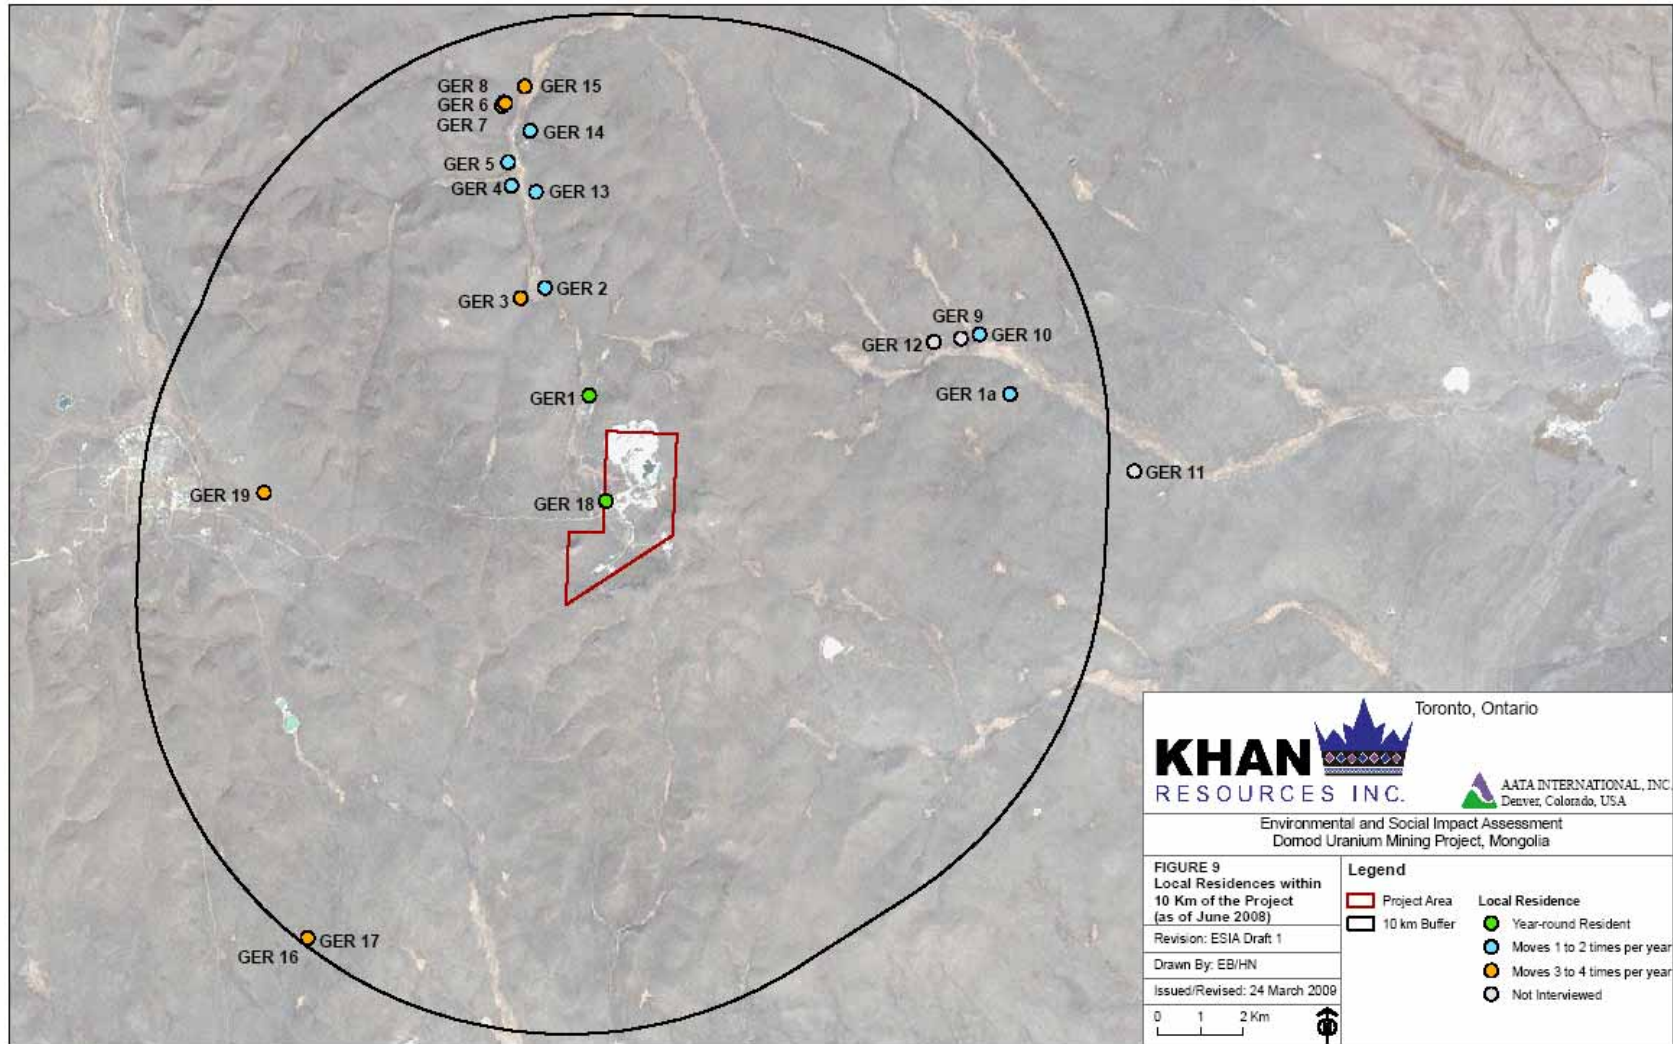 GER 8
GER 15
GER 6
GER 7
GER 14
GER 5
GER 4
GER 13
GER 2
GER 3
GER 9
GER 12
GER 10
GER1
GER 1a
GER 11
GER 19
GER 18
GER 17
GER 16
Toronto, Ontario
KHAN
RESOURCES INC.
AATA INTERNATIONAL, INC.
Denver, Colorado, USA
Environmental and Social Impact Assessment
Dornod Uranium Mining Project, Mongolia
FIGURE 9
Local Residences within
10 Km of the Project
(as of June 2008)
Revision: ESIA Draft 1
Drawn By: EB/HN
Issued/Revised: 24 March 2009
0 1 2 Km
Legend
Project Area
10 km Buffer
Local Residence
Year-round Resident
Moves 1 to 2 times per year
Moves 3 to 4 times per year
Not Interviewed